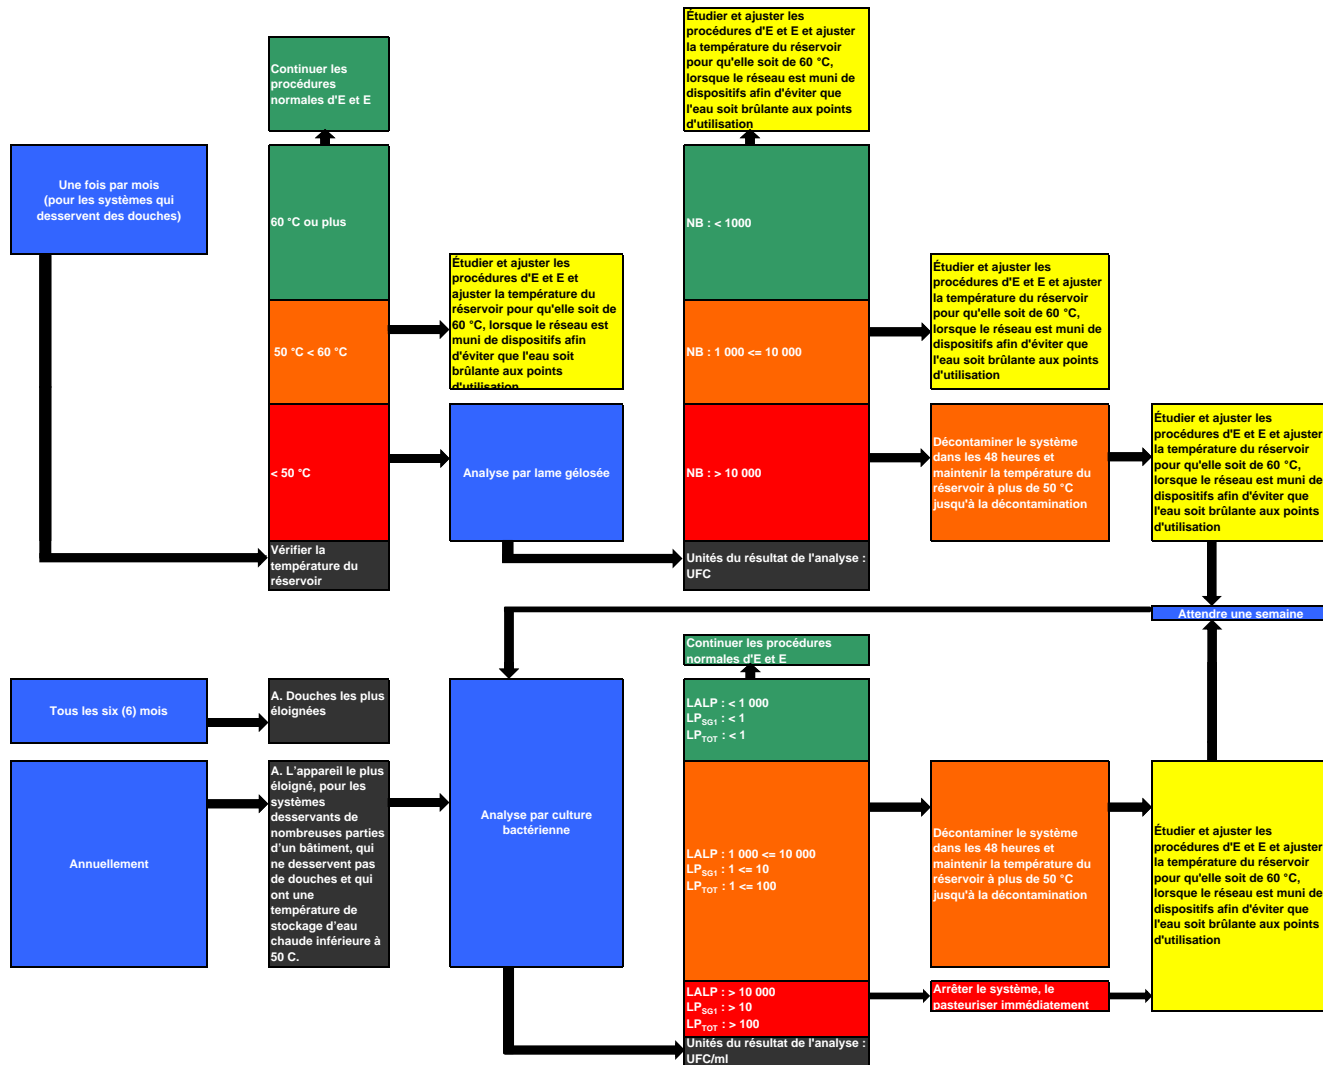 Étudier et ajuster les
procédures d'E et E et ajuster
la température du réservoir
pour qu'elle soit de 60 °C,
lorsque le réseau est muni de
dispositifs afin d'éviter que
l'eau soit brûlante aux points
d'utilisation
Continuer les
procédures
normales d'E et E
Une fois par mois
(pour les systèmes qui
desservent des douches)
60 °C ou plus
NB : < 1000
Étudier et ajuster les
procédures d'E et E et
ajuster la température du
réservoir pour qu'elle soit de
60 °C, lorsque le réseau est
muni de dispositifs afin
d'éviter que l'eau soit
brûlante aux points
d'utilisation
Étudier et ajuster les
procédures d'E et E et ajuster
la température du réservoir
pour qu'elle soit de 60 °C,
lorsque le réseau est muni de
dispositifs afin d'éviter que
l'eau soit brûlante aux points
d'utilisation
50 °C < 60 °C
NB : 1 000 <= 10 000
< 50 °C
Analyse par lame gélosée
NB : > 10 000
Décontaminer le système
dans les 48 heures et
maintenir la température du
réservoir à plus de 50 °C
jusqu'à la décontamination
Étudier et ajuster les
procédures d'E et E et ajuster
la température du réservoir
pour qu'elle soit de 60 °C,
lorsque le réseau est muni de
dispositifs afin d'éviter que
l'eau soit brûlante aux points
d'utilisation
Vérifier la
température du
réservoir
Unités du résultat de l'analyse :
UFC
Attendre une semaine
Continuer les procédures
normales d'E et E
Tous les six (6) mois
A. Douches les plus
éloignées
LALP : < 1 000
LPSG1 : < 1
LPTOT : < 1
Annuellement
A. L'appareil le plus
éloigné, pour les
systèmes
desservants de
nombreuses parties
d'un bâtiment, qui
ne desservent pas
de douches et qui
ont une
température de
stockage d'eau
chaude inférieure à
50 C.
Analyse par culture
bactérienne
LALP : 1 000 <= 10 000
LPSG1 : 1 <= 10
LPTOT : 1 <= 100
Décontaminer le système
dans les 48 heures et
maintenir la température du
réservoir à plus de 50 °C
jusqu'à la décontamination
Étudier et ajuster les
procédures d'E et E et ajuster
la température du réservoir
pour qu'elle soit de 60 °C,
lorsque le réseau est muni de
dispositifs afin d'éviter que
l'eau soit brûlante aux points
d'utilisation
LALP : > 10 000
LPSG1 : > 10
LPTOT : > 100
Arrêter le système, le
pasteuriser immédiatement
Unités du résultat de l'analyse :
UFC/ml